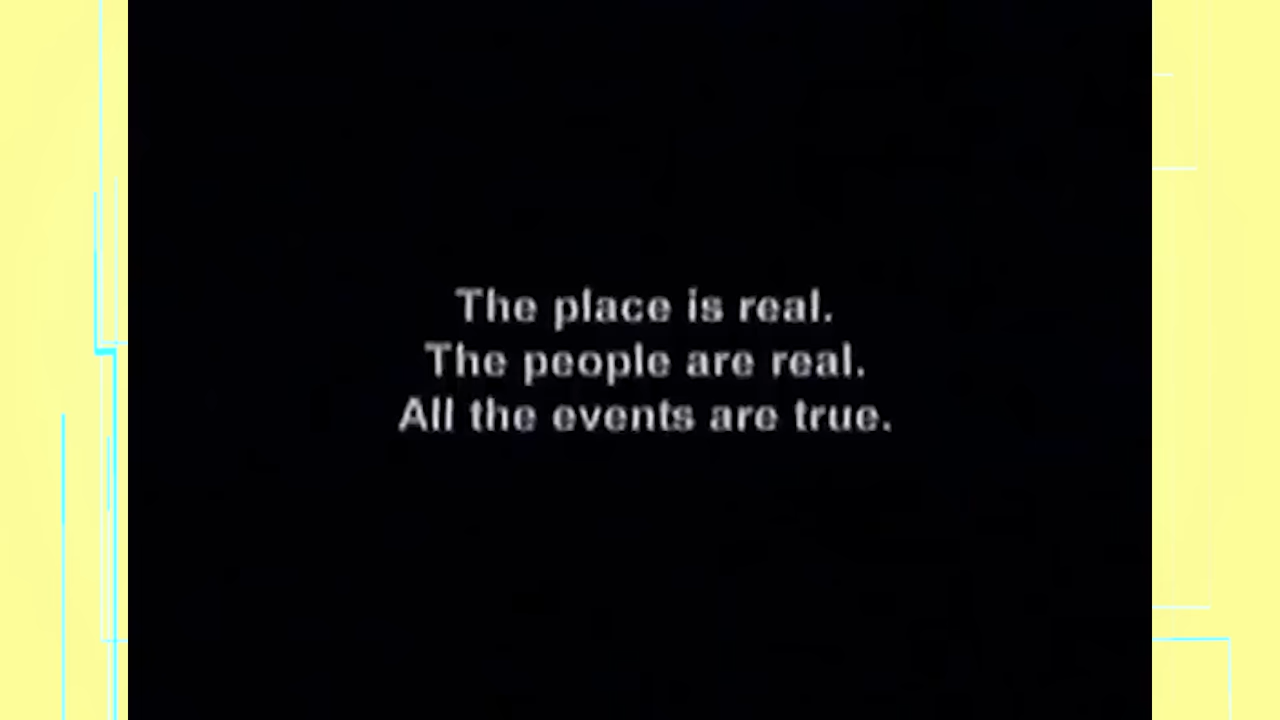 The place is real.
The people are real.
All the events are true.